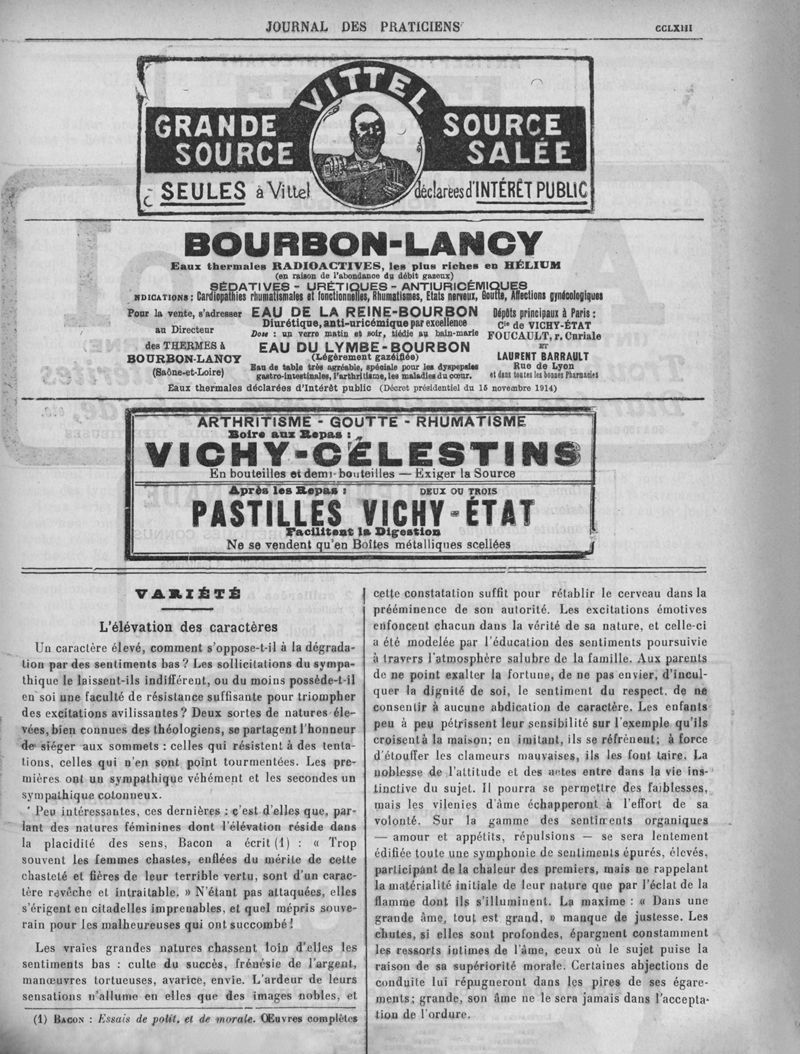 JOURNAL DES PRATICIENS
CCLXIII
VITTEL
GRANDE SOURCE
SOURCE SALÉE
SEULES à Vittel déclarées d'INTÉRÊT PUBLIC
BOURBON-LANCY
Eaux thermales RADIOACTIVES, les plus riches en HÉLIUM
(en raison de l'abondance du débit gazeux)
SÉDATIVES - URÉTIQUES - ANTIURICÉMIQUES
NDICATIONS : Cardiopathies rhumatismales et fonctionnelles, Rhumatismes, Etats nerveux, Goutte, Affections gynécologiques
Pour la vente, s'adresser
au Directeur
des THERMES à
BOURBON-LANCY
(Saône-et-Loire)
EAU DE LA REINE-BOURBON
Diurétique, anti-uricémique par excellence
Dose : un verre matin et soir, tiédie au bain-marie
EAU DU LYMBE-BOURBON
(Légèrement gazéifiée)
Eau de table très agréable, spéciale pour les dyspepsies
gastro-intestinales, l'arthritisme, les maladies du cœur.
Dépôts principaux à Paris :
Cie de VICHY-ÉTAT
FOUCAULT, r. Curiale
ET
LAURENT BARRAULT
Rue de Lyon
et dans toutes les bonnes Pharmacies
Eaux thermales déclarées d'Intérêt public (Décret présidentiel du 15 novembre 1914)
ARTHRITISME - GOUTTE - RHUMATISME
Boire aux Repas :
VICHY-CÉLESTINS
En bouteilles et demi-bouteilles — Exiger la Source
Après les Repas : DEUX OU TROIS
PASTILLES VICHY-ÉTAT
Facilitent la Digestion
Ne se vendent qu'en Boîtes métalliques scellées
VARIÉTÉ
L'élévation des caractères
Un caractère élevé, comment s'oppose-t-il à la dégrada-
tion par des sentiments bas ? Les sollicitations du sympa-
thique le laissent-ils indifférent, ou du moins possède-t-il
en soi une faculté de résistance suffisante pour triompher
des excitations avilissantes ? Deux sortes de natures éle-
vées, bien connues des théologiens, se partagent l'honneur
de siéger aux sommets : celles qui résistent à des tenta-
tions, celles qui n'en sont point tourmentées. Les pre-
mières ont un sympathique véhément et les secondes un
sympathique cotonneux.
Peu intéressantes, ces dernières : c'est d'elles que, par-
lant des natures féminines dont l'élévation réside dans
la placidité des sens, Bacon a écrit (1) : « Trop
souvent les femmes chastes, enflées du mérite de cette
chasteté et fières de leur terrible vertu, sont d'un carac-
tère revêche et intraitable. » N'étant pas attaquées, elles
s'érigent en citadelles imprenables, et quel mépris souve-
rain pour les malheureuses qui ont succombé !
Les vraies grandes natures chassent loin d'elles les
sentiments bas : culte du succès, frénésie de l'argent,
manœuvres tortueuses, avarice, envie. L'ardeur de leurs
sensations n'allume en elles que des images nobles, et
(1) BACON : Essais de polit. et de morale. Œuvres complètes
cette constatation suffit pour rétablir le cerveau dans la
prééminence de son autorité. Les excitations émotives
enfoncent chacun dans la vérité de sa nature, et celle-ci
a été modelée par l'éducation des sentiments poursuivie
à travers l'atmosphère salubre de la famille. Aux parents
de ne point exalter la fortune, de ne pas envier, d'incul-
quer la dignité de soi, le sentiment du respect, de ne
consentir à aucune abdication de caractère. Les enfants
peu à peu pétrissent leur sensibilité sur l'exemple qu'ils
croisent à la maison; en imitant, ils se réfrènent; à force
d'étouffer les clameurs mauvaises, ils les font taire. La
noblesse de l'attitude et des actes entre dans la vie ins-
tinctive du sujet. Il pourra se permettre des faiblesses,
mais les vilenies d'âme échapperont à l'effort de sa
volonté. Sur la gamme des sentiments organiques
— amour et appétits, répulsions — se sera lentement
édifiée toute une symphonie de sentiments épurés, élevés,
participant de la chaleur des premiers, mais ne rappelant
la matérialité initiale de leur nature que par l'éclat de la
flamme dont ils s'illuminent. La maxime : « Dans une
grande âme, tout est grand, » manque de justesse. Les
chutes, si elles sont profondes, épargnent constamment
les ressorts intimes de l'âme, ceux où le sujet puise la
raison de sa supériorité morale. Certaines abjections de
conduite lui répugneront dans les pires de ses égare-
ments; grande, son âme ne le sera jamais dans l'accepta-
tion de l'ordure.